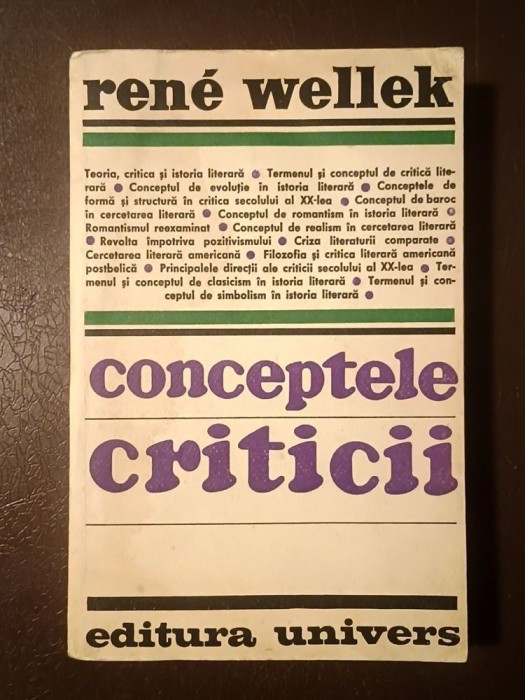 rené wellek
Teoria, critica și istoria literară ● Termenul și conceptul de critică lite-
rară ● Conceptul de evoluție în istoria literară ● Conceptele de
formă și structură în critica secolului al XX-lea ● Conceptul de baroc
în cercetarea literară ● Conceptul de romantism în istoria literară ●
Romantismul reexaminat ● Conceptul de realism în cercetarea literară
● Revolta împotriva pozitivismului ● Criza literaturii comparate ●
Cercetarea literară americană ● Filozofia și critica literară americană
postbelică ● Principalele direcții ale criticii secolului al XX-lea ● Ter-
menul și conceptul de clasicism în istoria literară ● Termenul și con-
ceptul de simbolism în istoria literară ●
conceptele
criticii
editura univers